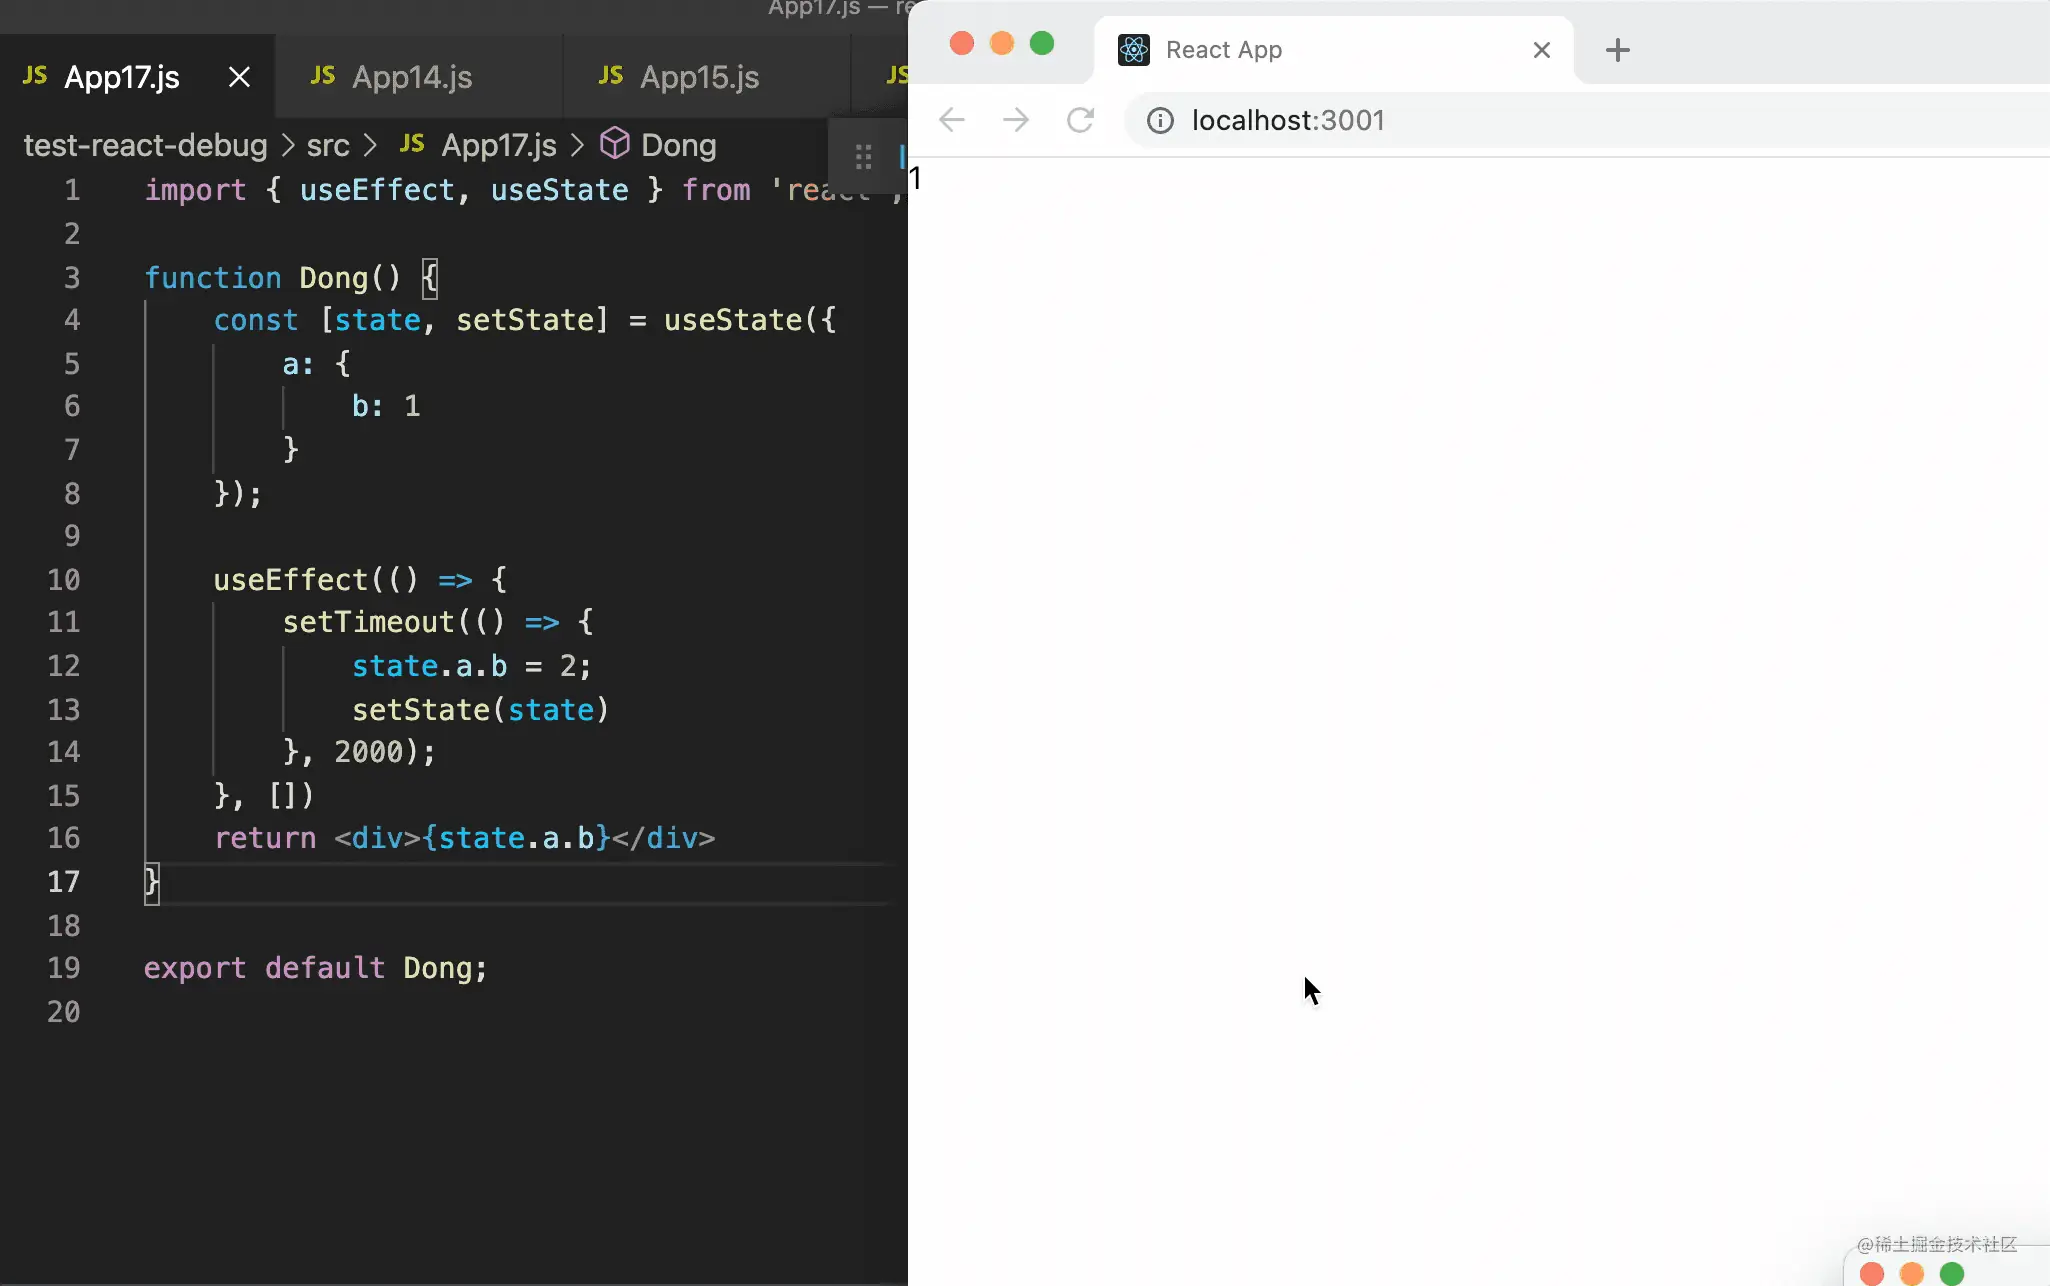 App17.js — re
JS App17.js
JS App14.js
JS App15.js
JS
test-react-debug > src > JS App17.js > Dong
1 import { useEffect, useState } from 'react';
2
3 function Dong() {
4 const [state, setState] = useState({
5 a: {
6 b: 1
7 }
8 });
9
10 useEffect(() => {
11 setTimeout(() => {
12 state.a.b = 2;
13 setState(state)
14 }, 2000);
15 }, [])
16 return <div>{state.a.b}</div>
17 }
18
19 export default Dong;
20
React App
localhost:3001
1
@稀土掘金技术社区